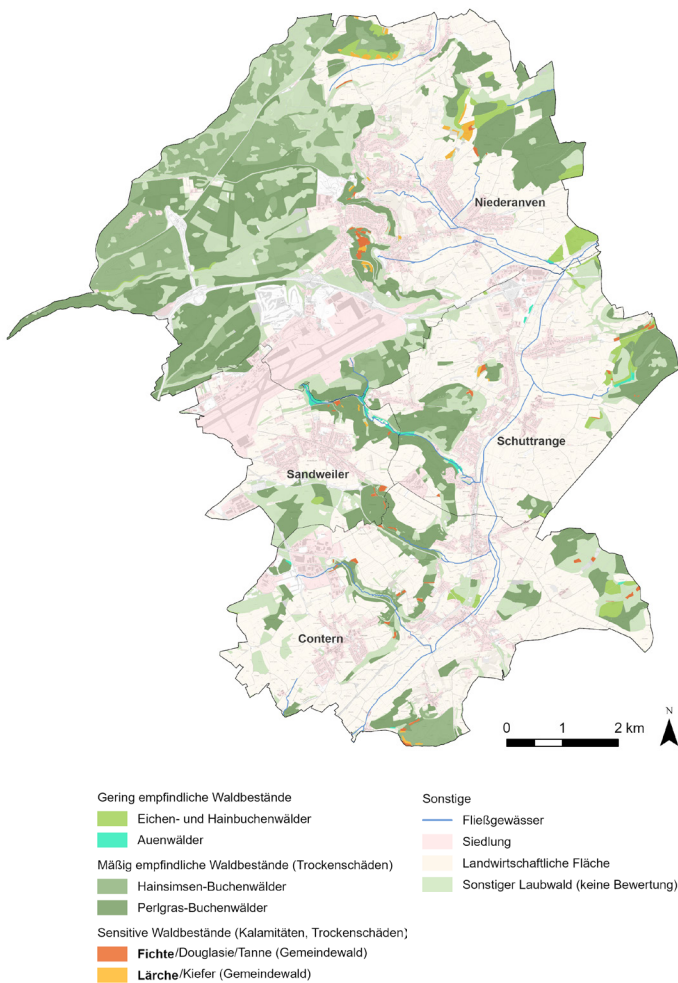 Niederanven
Schuttrange
Sandweiler
Contern
N
0 1 2 km
Gering empfindliche Waldbestände
Eichen- und Hainbuchenwälder
Auenwälder
Mäßig empfindliche Waldbestände (Trockenschäden)
Hainsimsen-Buchenwälder
Perlgras-Buchenwälder
Sensitive Waldbestände (Kalamitäten, Trockenschäden)
Fichte/Douglasie/Tanne (Gemeindewald)
Lärche/Kiefer (Gemeindewald)
Sonstige
Fließgewässer
Siedlung
Landwirtschaftliche Fläche
Sonstiger Laubwald (keine Bewertung)